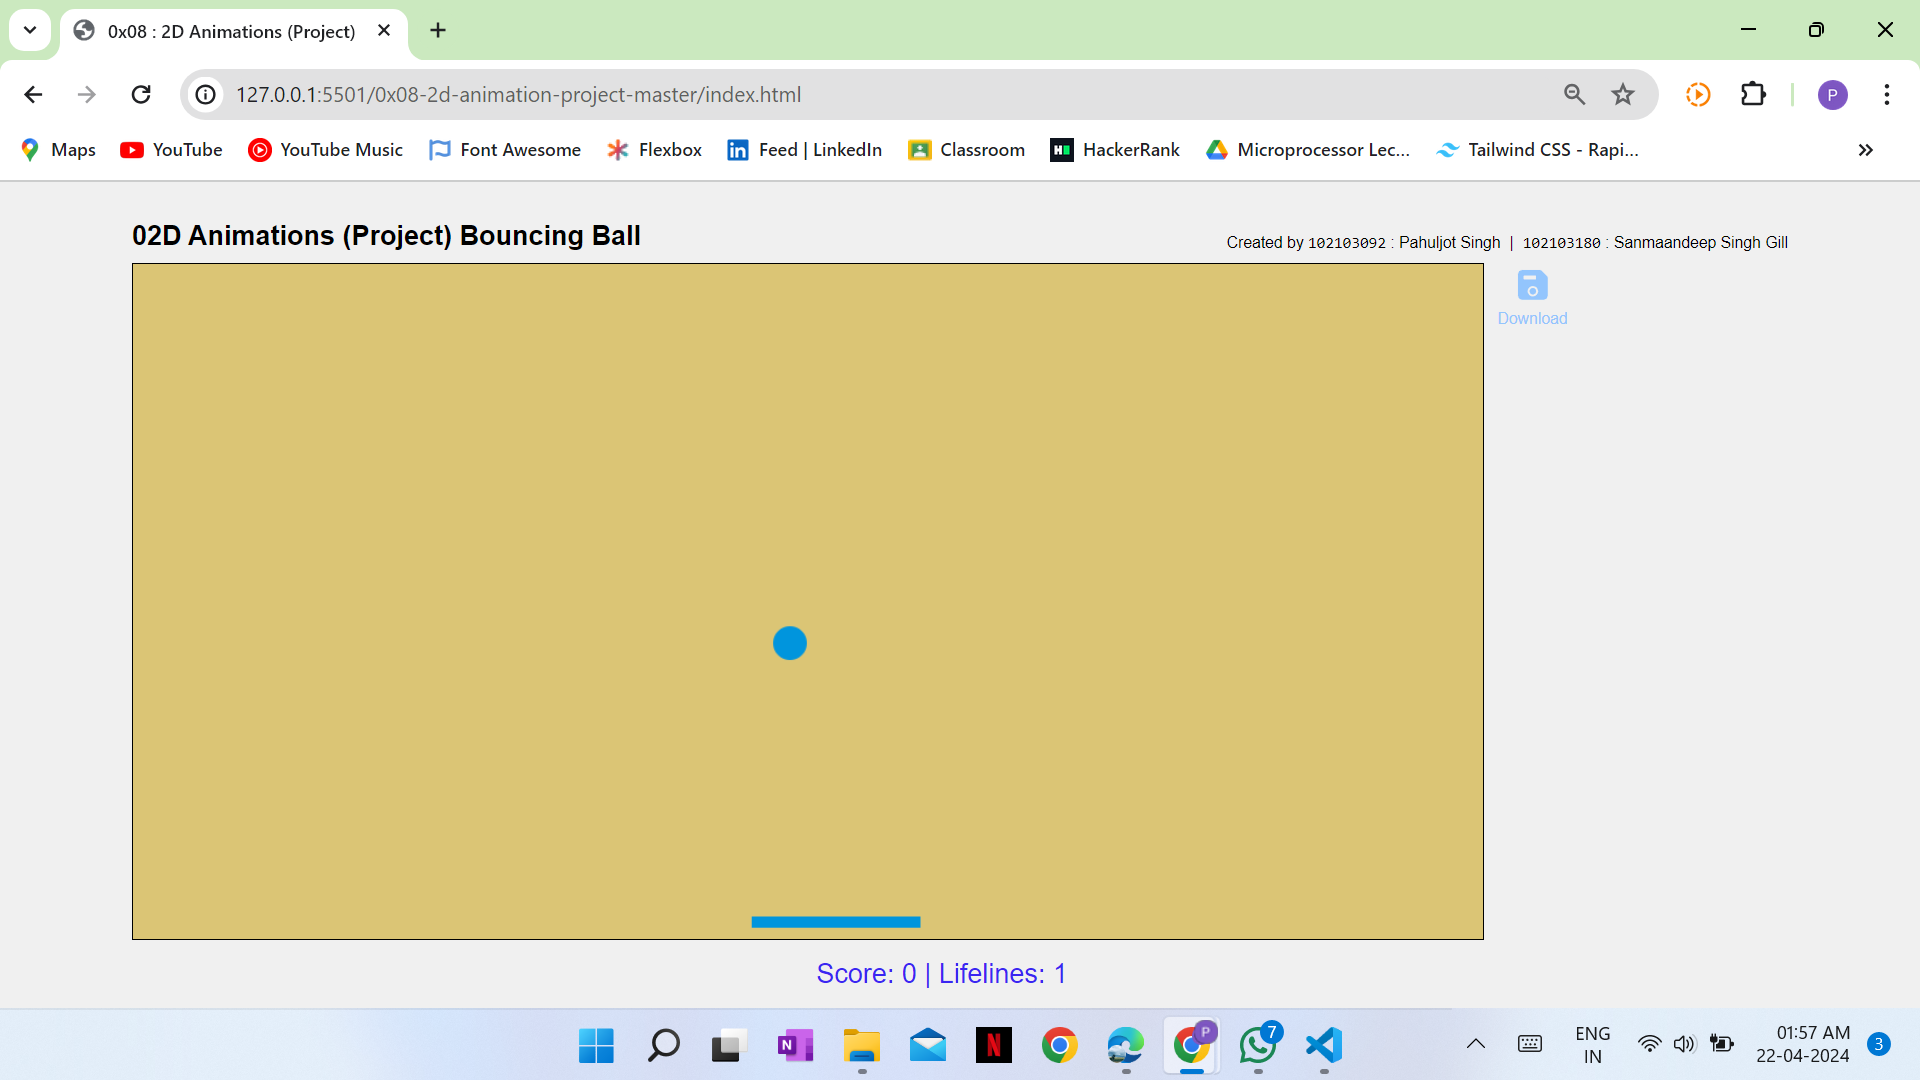 0x08 : 2D Animations (Project)
127.0.0.1:5501/0x08-2d-animation-project-master/index.html
P
Maps YouTube YouTube Music Font Awesome Flexbox Feed | LinkedIn Classroom HackerRank Microprocessor Lec... Tailwind CSS - Rapi...
02D Animations (Project) Bouncing Ball
Created by 102103092 : Pahuljot Singh | 102103180 : Sanmaandeep Singh Gill
Download
Score: 0 | Lifelines: 1
N
N
P
7
ENG
IN
01:57 AM
22-04-2024
3